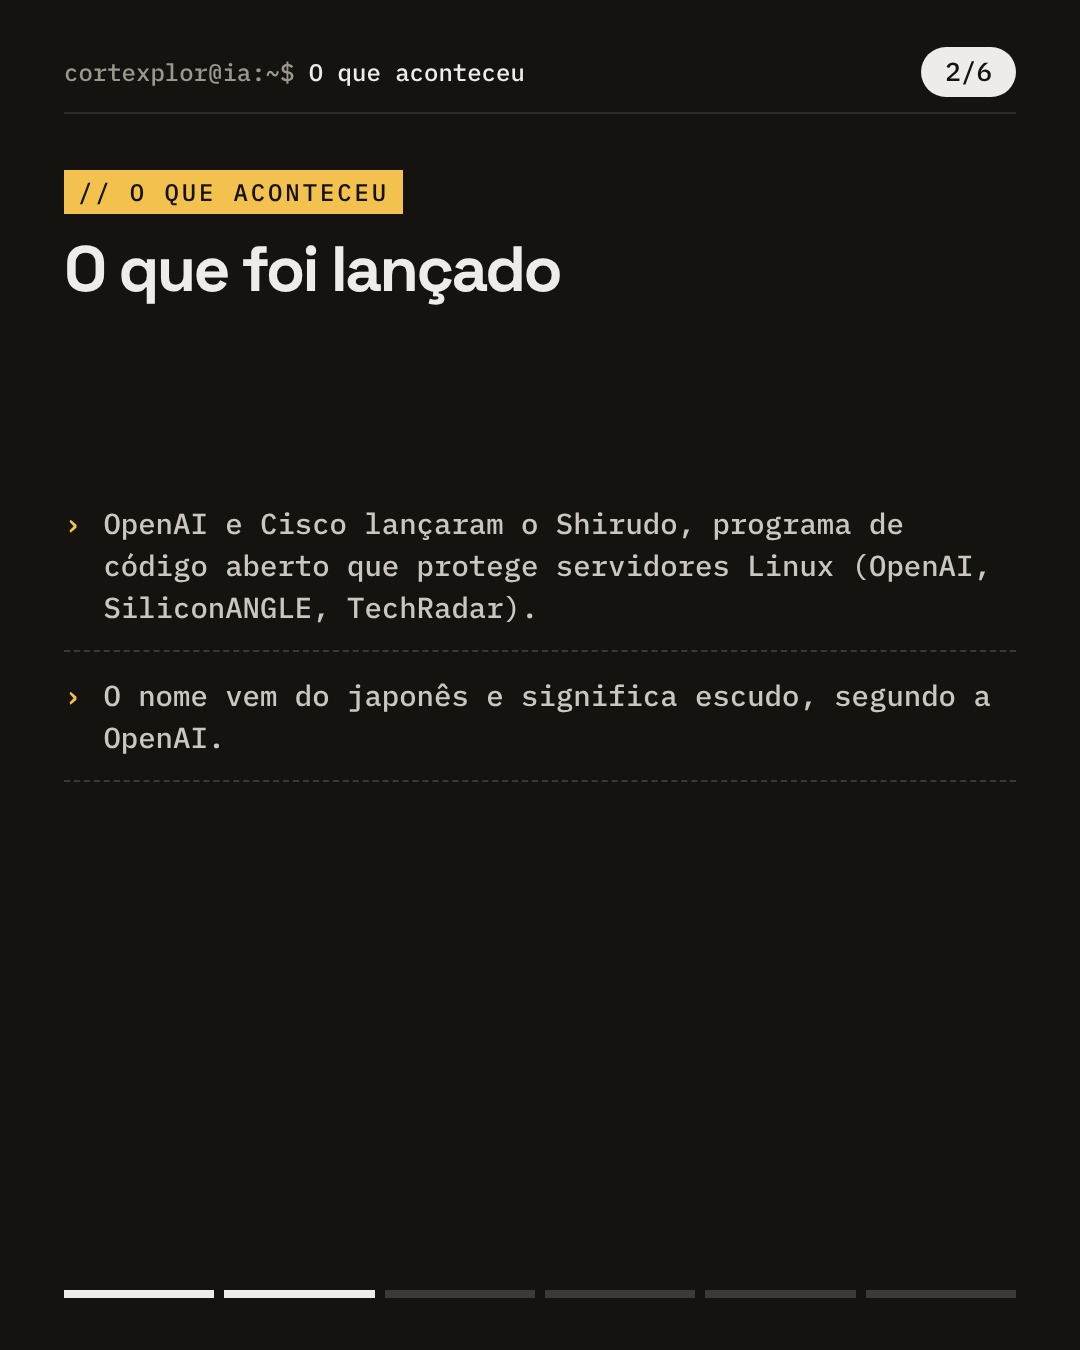 cortexplor@ia:~$ O que aconteceu
2/6
// O QUE ACONTECEU
O que foi lançado
› OpenAI e Cisco lançaram o Shirudo, programa de
código aberto que protege servidores Linux (OpenAI,
SiliconANGLE, TechRadar).
› O nome vem do japonês e significa escudo, segundo a
OpenAI.